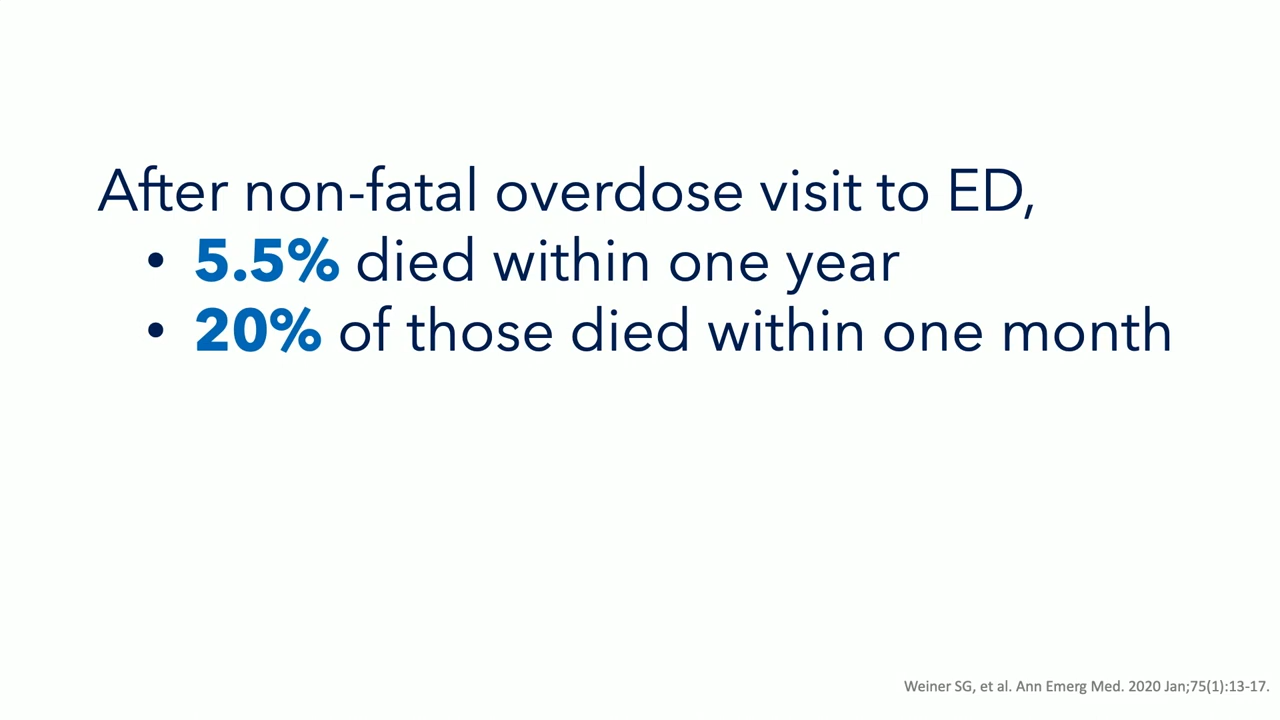 After non-fatal overdose visit to ED,
• 5.5% died within one year
• 20% of those died within one month
Weiner SG, et al. Ann Emerg Med. 2020 Jan;75(1):13-17.